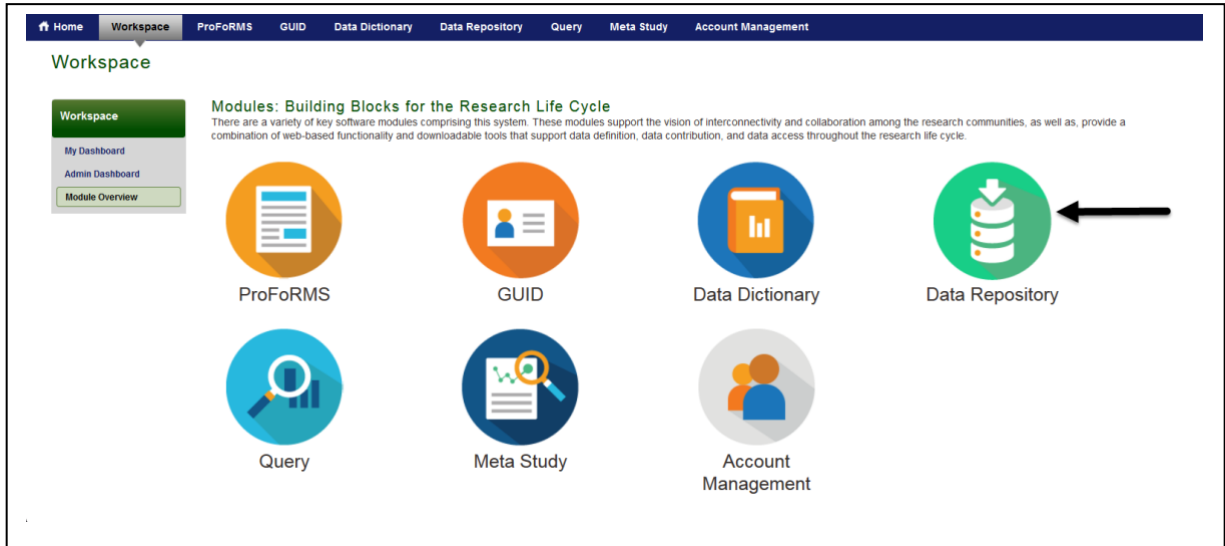 Home Workspace ProFoRMS GUID Data Dictionary Data Repository Query Meta Study Account Management
Workspace
Workspace
My Dashboard
Admin Dashboard
Module Overview
Modules: Building Blocks for the Research Life Cycle
There are a variety of key software modules comprising this system. These modules support the vision of interconnectivity and collaboration among the research communities, as well as, provide a
combination of web-based functionality and downloadable tools that support data definition, data contribution, and data access throughout the research life cycle.
ProFoRMS GUID Data Dictionary Data Repository
Query Meta Study Account
Management